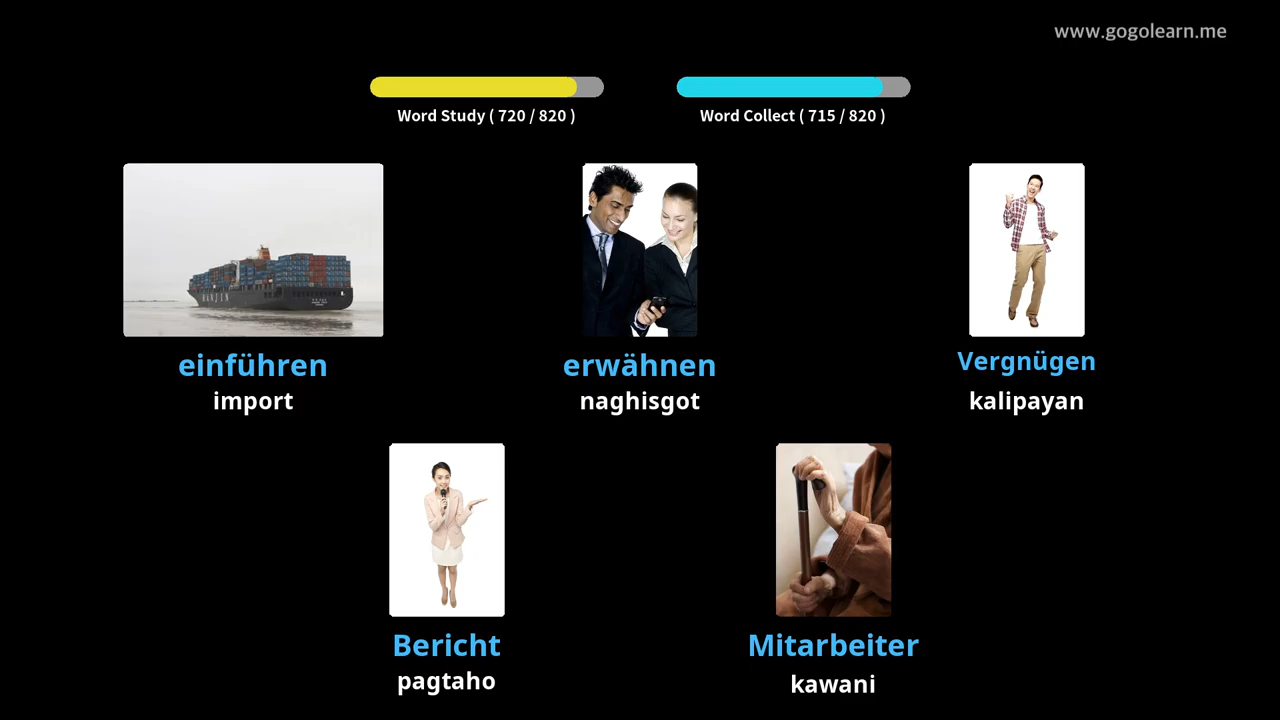 www.gogolearn.me
Word Study ( 720 / 820 )
Word Collect ( 715 / 820 )
einführen
import
erwähnen
naghisgot
Vergnügen
kalipayan
Bericht
pagtaho
Mitarbeiter
kawani